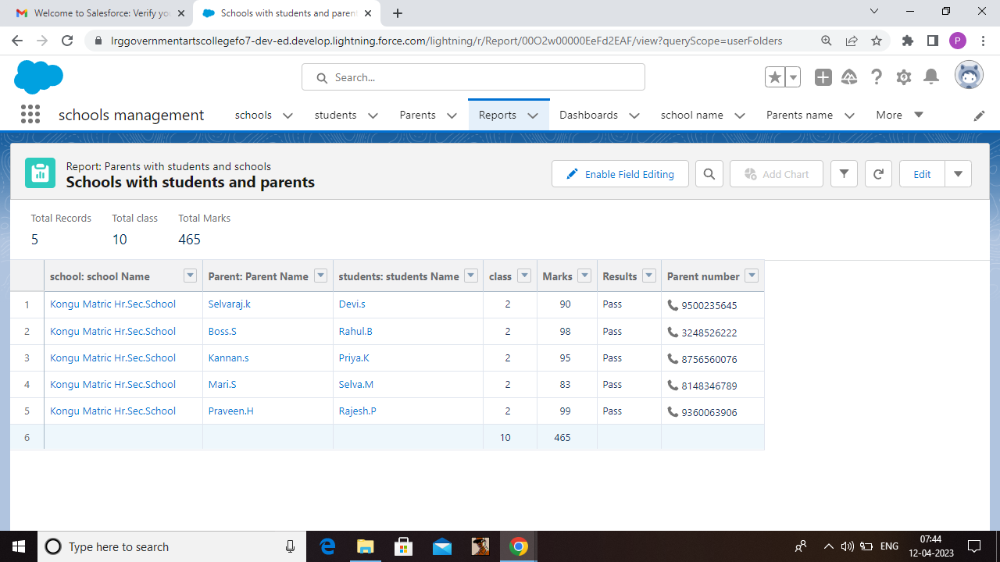 Welcome to Salesforce: Verify yo
Schools with students and parent
lrggovernmentartscollegefo7-dev-ed.develop.lightning.force.com/lightning/r/Report/00O2w00000EeFd2EAF/view?queryScope=userFolders
P
Search...
schools management
schools
students
Parents
Reports
Dashboards
school name
Parents name
More
Report: Parents with students and schools
Schools with students and parents
Enable Field Editing
Add Chart
Edit
Total Records Total class Total Marks
5 10 465
school: school Name Parent: Parent Name students: students Name class Marks Results Parent number
1 Kongu Matric Hr.Sec.School Selvaraj.k Devi.s 2 90 Pass 9500235645
2 Kongu Matric Hr.Sec.School Boss.S Rahul.B 2 98 Pass 3248526222
3 Kongu Matric Hr.Sec.School Kannan.s Priya.K 2 95 Pass 8756560076
4 Kongu Matric Hr.Sec.School Mari.S Selva.M 2 83 Pass 8148346789
5 Kongu Matric Hr.Sec.School Praveen.H Rajesh.P 2 99 Pass 9360063906
6 10 465
Type here to search
ENG
07:44
12-04-2023